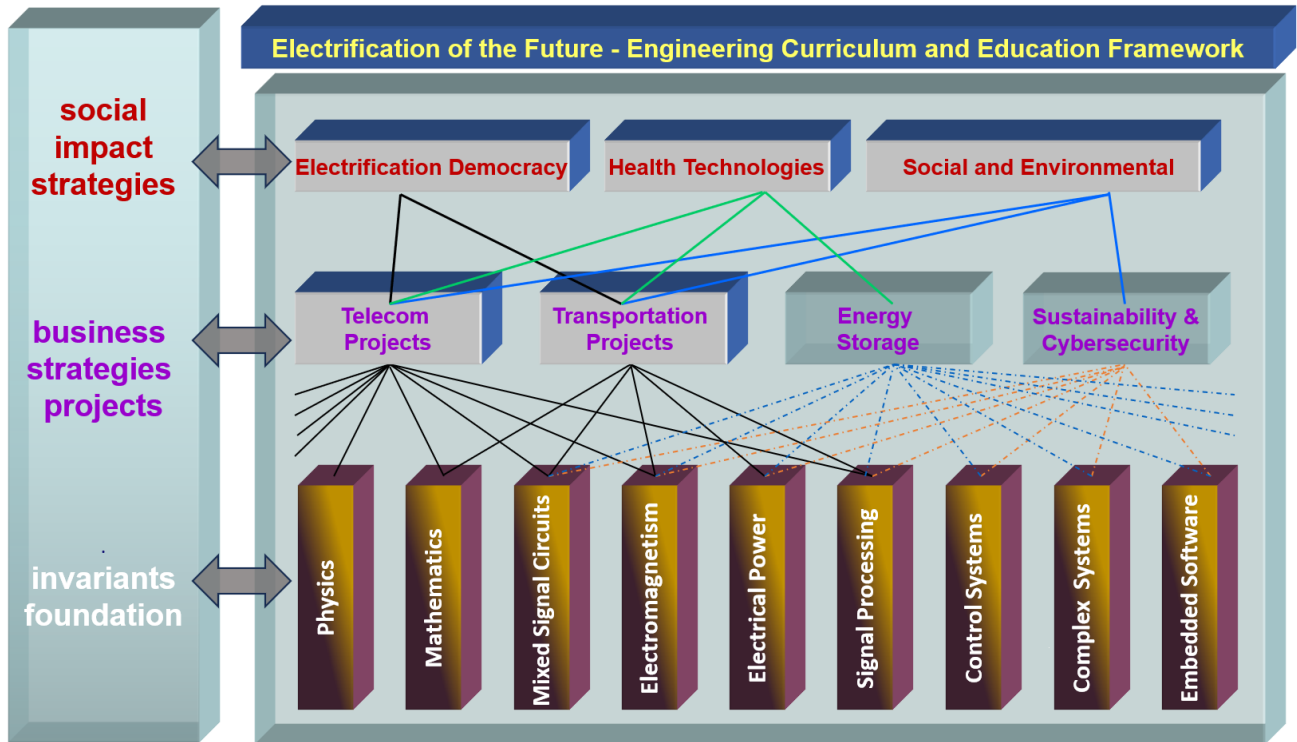 Electrification of the Future - Engineering Curriculum and Education Framework
social
impact
strategies
Electrification Democracy
Health Technologies
Social and Environmental
business
strategies
projects
Telecom
Projects
Transportation
Projects
Energy
Storage
Sustainability &
Cybersecurity
.
invariants
foundation
Physics
Mathematics
Mixed Signal Circuits
Electromagnetism
Electrical Power
Signal Processing
Control Systems
Complex Systems
Embedded Software